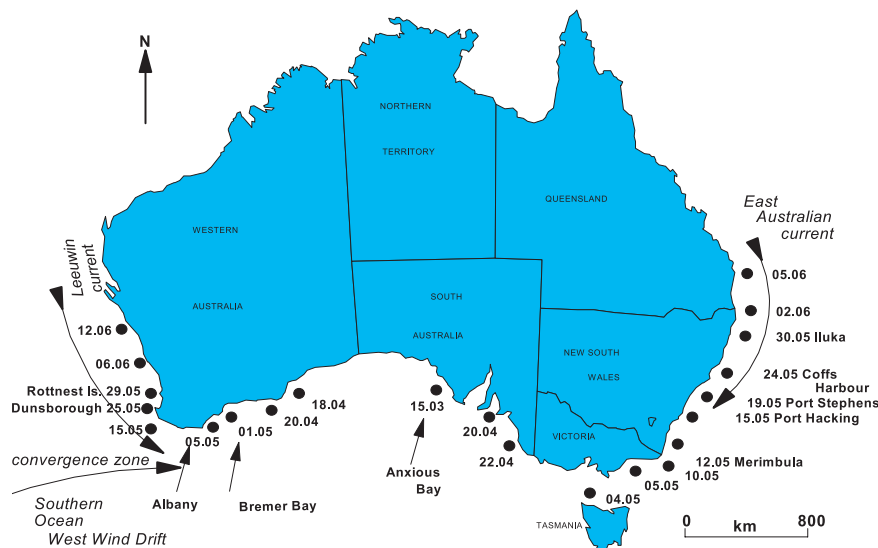 N
NORTHERN
TERRITORY
QUEENSLAND
WESTERN
AUSTRALIA
SOUTH
AUSTRALIA
NEW SOUTH
WALES
VICTORIA
TASMANIA
East
Australian
current
05.06
02.06
30.05 Iluka
24.05 Coffs
Harbour
19.05 Port Stephens
15.05 Port Hacking
12.05 Merimbula
10.05
05.05
04.05
Leeuwin
current
12.06
06.06
Rottnest Is. 29.05
Dunsborough 25.05
15.05
05.05
01.05
20.04
18.04
15.03
20.04
22.04
Anxious
Bay
Albany
Bremer Bay
convergence zone
Southern
Ocean
West Wind Drift
0 800
km